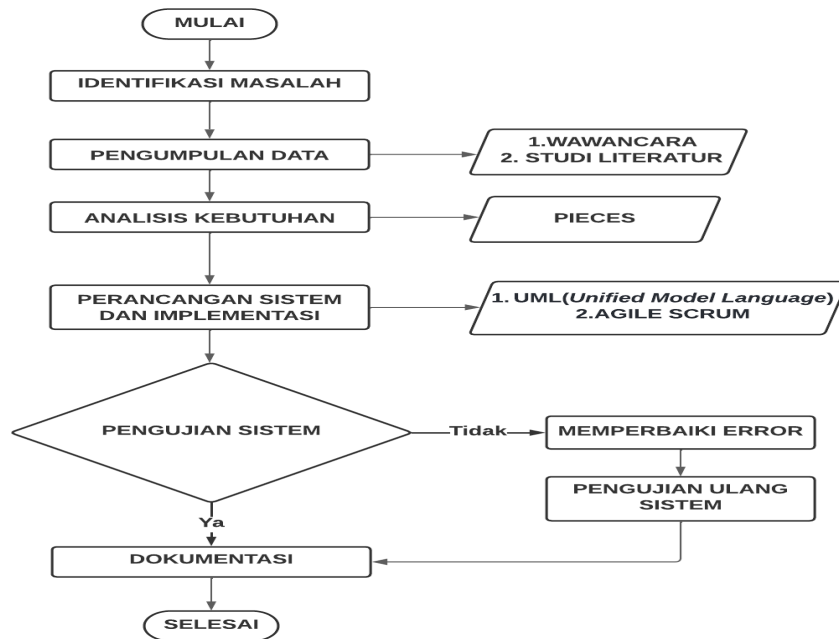 MULAI
IDENTIFIKASI MASALAH
PENGUMPULAN DATA
1.WAWANCARA
2. STUDI LITERATUR
ANALISIS KEBUTUHAN
PIECES
PERANCANGAN SISTEM
DAN IMPLEMENTASI
1. UML(Unified Model Language)
2.AGILE SCRUM
PENGUJIAN SISTEM
Tidak
MEMPERBAIKI ERROR
PENGUJIAN ULANG
SISTEM
Ya
DOKUMENTASI
SELESAI